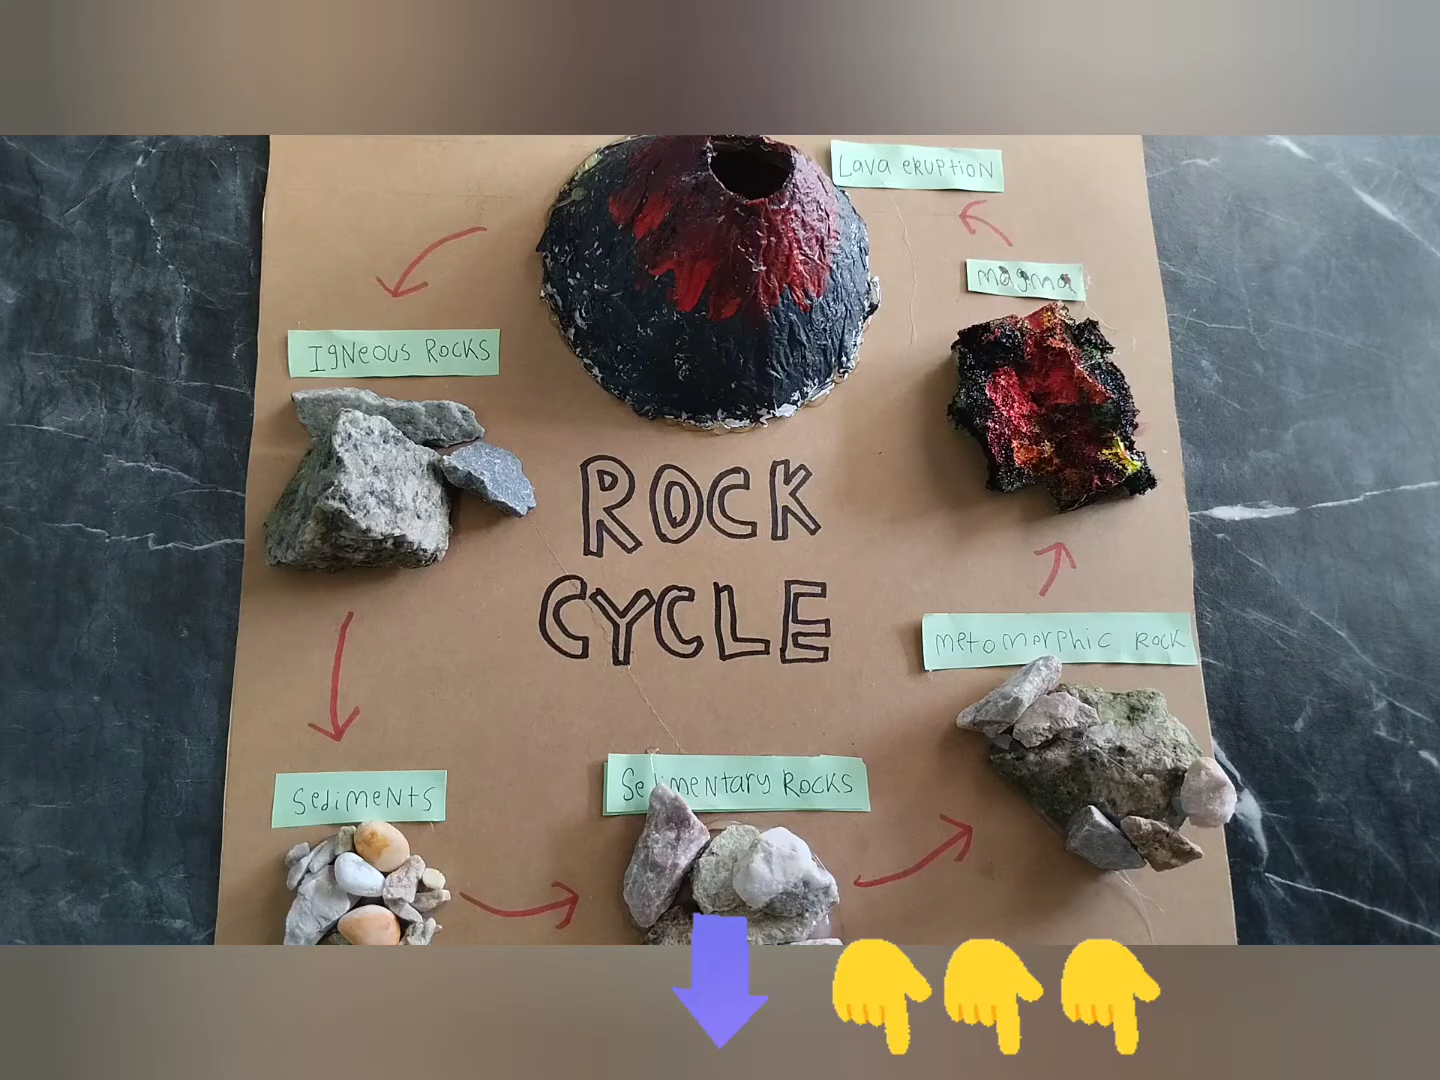 Lava eruption
magma
Igneous Rocks
ROCK
CYCLE
metomorphic Rock
Sediments
Sedimentary Rocks